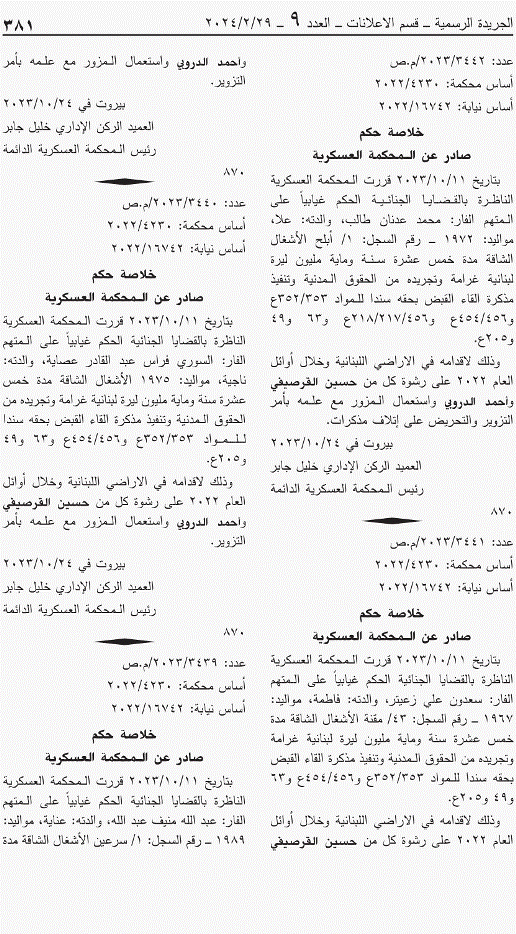 الجريدة الرسمية ــ قسم الاعلانات ــ العدد ٩ ــ ٢٠٢٤/٢/٢٩
٣٨١
عدد: ٢٠٢٣/٣٤٤٢/م.ص
أساس محكمة: ٢٠٢٢/٤٢٣٠
أساس نيابة: ٢٠٢٢/١٦٧٤٢
خلاصة حكم
صادر عن المحكمة العسكرية
بتاريخ ٢٠٢٣/١٠/١١ قررت المحكمة العسكرية
الناظرة بالقضايا الجنائية الحكم غيابياً على
المتهم الفار: محمد عدنان طالب، والدته: علا،
مواليد: ١٩٧٢ ــ رقم السجل: ١/ أبلح الأشغال
الشاقة مدة خمس عشرة سنة وماية مليون ليرة
لبنانية غرامة وتجريده من الحقوق المدنية وتنفيذ
مذكرة القاء القبض بحقه سندا للمواد ٣٥٢/٣٥٣ع
و٤٥٤/٤٥٦ع و٢١٨/٢١٧/٤٥٦ع و٦٣ و٤٩
و٢٠٥ع.
وذلك لاقدامه في الاراضي اللبنانية وخلال أوائل
العام ٢٠٢٢ على رشوة كل من حسين القرصيفي
واحمد الدروبي واستعمال المزور مع علمه بأمر
التزوير والتحريض على إتلاف مذكرات.
بيروت في ٢٠٢٣/١٠/٢٤
العميد الركن الإداري خليل جابر
رئيس المحكمة العسكرية الدائمة
٨٧٠
عدد: ٢٠٢٣/٣٤٤١/م.ص
أساس محكمة: ٢٠٢٢/٤٢٣٠
أساس نيابة: ٢٠٢٢/١٦٧٤٢
خلاصة حكم
صادر عن المحكمة العسكرية
بتاريخ ٢٠٢٣/١٠/١١ قررت المحكمة العسكرية
الناظرة بالقضايا الجنائية الحكم غيابياً على المتهم
الفار: سعدون علي زعيتر، والدته: فاطمة، مواليد:
١٩٦٧ ــ رقم السجل: ٤٣/ مقنة الأشغال الشاقة مدة
خمس عشرة سنة وماية مليون ليرة لبنانية غرامة
وتجريده من الحقوق المدنية وتنفيذ مذكرة القاء القبض
بحقه سندا للمواد ٣٥٢/٣٥٣ع و٤٥٤/٤٥٦ع و٦٣
و٤٩ و٢٠٥ع.
وذلك لاقدامه في الاراضي اللبنانية وخلال أوائل
العام ٢٠٢٢ على رشوة كل من حسين القرصيفي
واحمد الدروبي واستعمال المزور مع علمه بأمر
التزوير.
بيروت في ٢٠٢٣/١٠/٢٤
العميد الركن الإداري خليل جابر
رئيس المحكمة العسكرية الدائمة
٨٧٠
عدد: ٢٠٢٣/٣٤٤٠/م.ص
أساس محكمة: ٢٠٢٢/٤٢٣٠
أساس نيابة: ٢٠٢٢/١٦٧٤٢
خلاصة حكم
صادر عن المحكمة العسكرية
بتاريخ ٢٠٢٣/١٠/١١ قررت المحكمة العسكرية
الناظرة بالقضايا الجنائية الحكم غيابياً على المتهم
الفار: السوري فراس عبد القادر عصاية، والدته:
ناجية، مواليد: ١٩٧٥ الأشغال الشاقة مدة خمس
عشرة سنة وماية مليون ليرة لبنانية غرامة وتجريده من
الحقوق المدنية وتنفيذ مذكرة القاء القبض بحقه سندا
للمواد ٣٥٢/٣٥٣ع و٤٥٤/٤٥٦ع و٦٣ و٤٩
و٢٠٥ع.
وذلك لاقدامه في الاراضي اللبنانية وخلال أوائل
العام ٢٠٢٢ على رشوة كل من حسين القرصيفي
واحمد الدروبي واستعمال المزور مع علمه بأمر
التزوير.
بيروت في ٢٠٢٣/١٠/٢٤
العميد الركن الإداري خليل جابر
رئيس المحكمة العسكرية الدائمة
٨٧٠
عدد: ٢٠٢٣/٣٤٣٩/م.ص
أساس محكمة: ٢٠٢٢/٤٢٣٠
أساس نيابة: ٢٠٢٢/١٦٧٤٢
خلاصة حكم
صادر عن المحكمة العسكرية
بتاريخ ٢٠٢٣/١٠/١١ قررت المحكمة العسكرية
الناظرة بالقضايا الجنائية الحكم غيابياً على المتهم
الفار: عبد الله منيف عبد الله، والدته: عناية، مواليد:
١٩٨٩ ــ رقم السجل: ١/ سرعين الأشغال الشاقة مدة